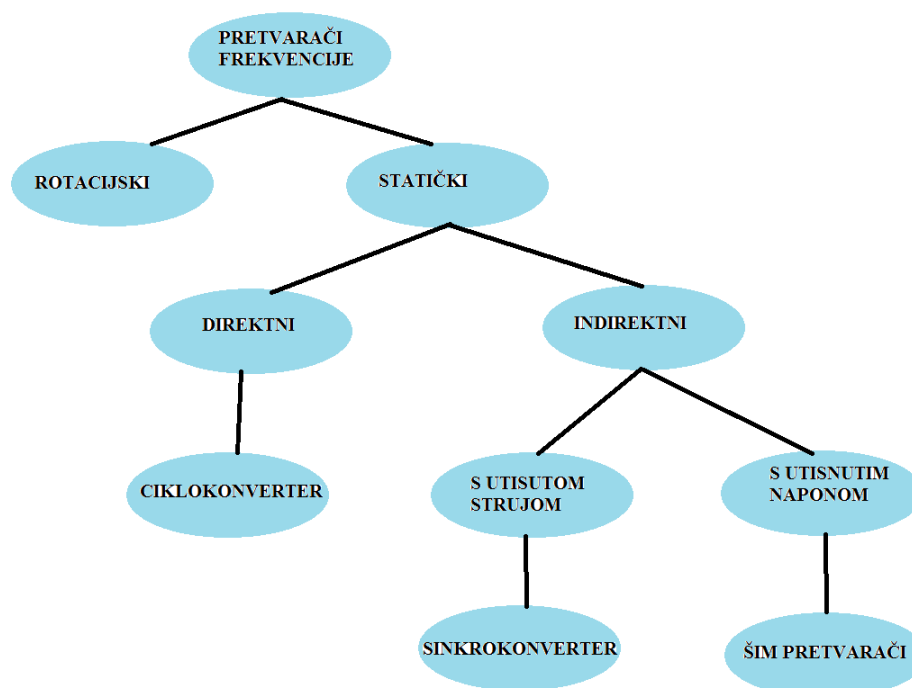 PRETVARAČI
FREKVENCIJE
ROTACIJSKI
STATIČKI
DIREKTNI
INDIREKTNI
CIKLOKONVERTER
S UTISUTOM
STRUJOM
S UTISNUTIM
NAPONOM
SINKROKONVERTER
ŠIM PRETVARAČI